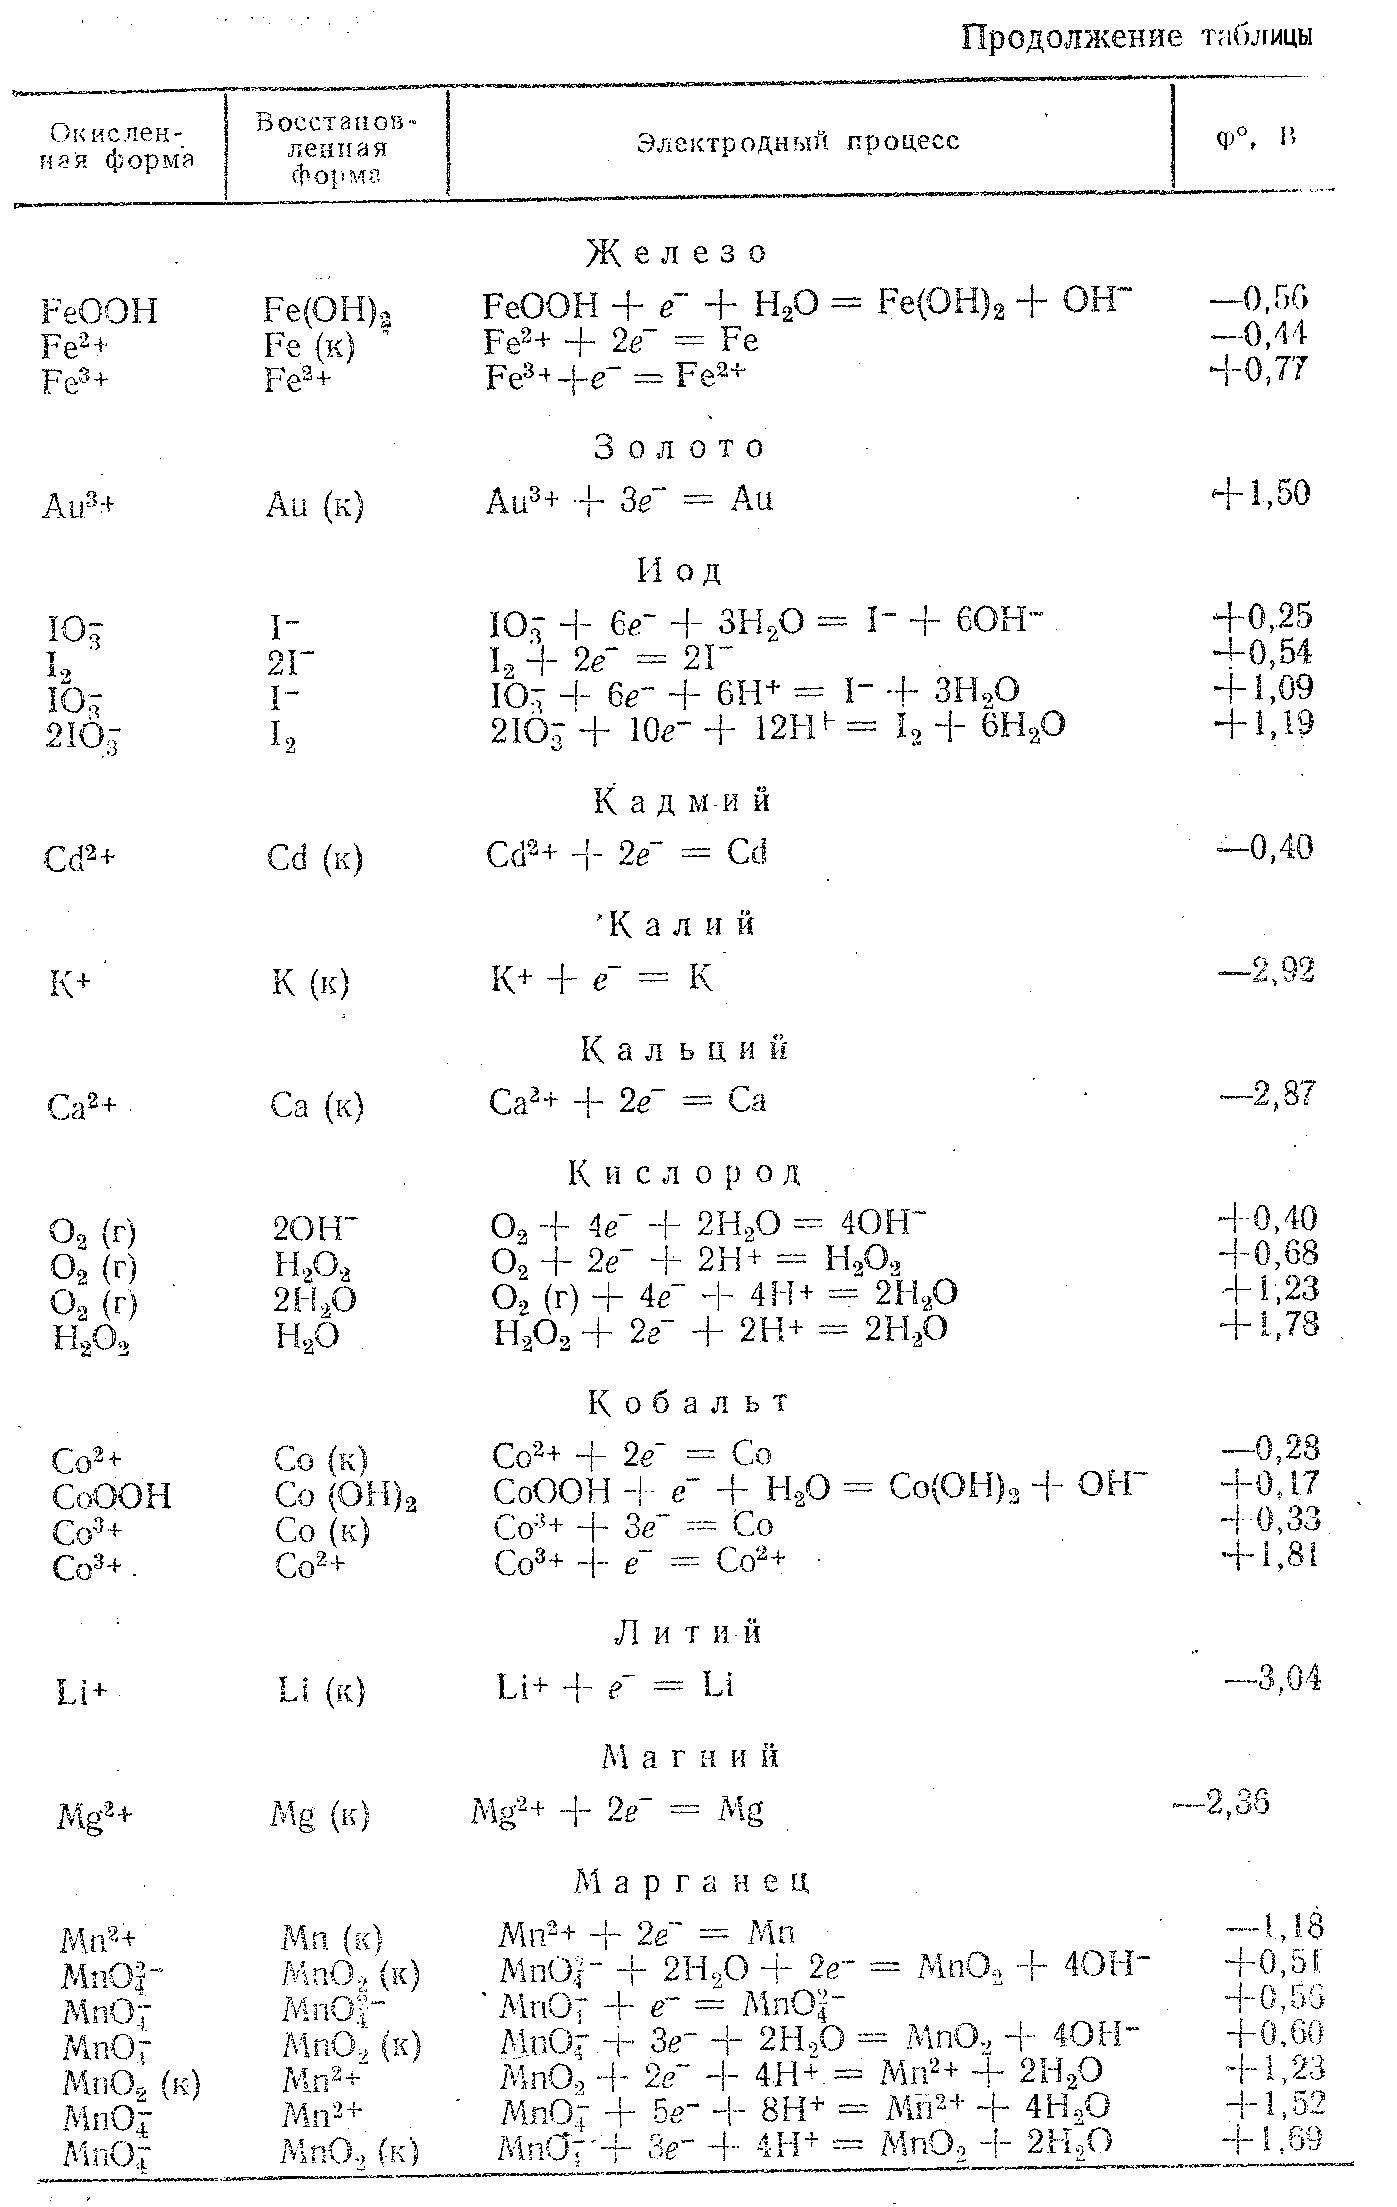 Продолжение таблицы
Окислен- ная форма | Восстанов- ленная форма | Электродный процесс | φ°, В
Железо
FeOOH | Fe(OH)₂ | FeOOH + e⁻ + H₂O = Fe(OH)₂ + OH⁻ | —0,56
Fe²⁺ | Fe (к) | Fe²⁺ + 2e⁻ = Fe | —0,44
Fe³⁺ | Fe²⁺ | Fe³⁺ + e⁻ = Fe²⁺ | +0,77
Золото
Au³⁺ | Au (к) | Au³⁺ + 3e⁻ = Au | +1,50
Иод
IO₃⁻ | I⁻ | IO₃⁻ + 6e⁻ + 3H₂O = I⁻ + 6OH⁻ | +0,25
I₂ | 2I⁻ | I₂ + 2e⁻ = 2I⁻ | +0,54
IO₃⁻ | I⁻ | IO₃⁻ + 6e⁻ + 6H⁺ = I⁻ + 3H₂O | +1,09
2IO₃⁻ | I₂ | 2IO₃⁻ + 10e⁻ + 12H⁺ = I₂ + 6H₂O | +1,19
Кадмий
Cd²⁺ | Cd (к) | Cd²⁺ + 2e⁻ = Cd | —0,40
Калий
K⁺ | K (к) | K⁺ + e⁻ = K | —2,92
Кальций
Ca²⁺ | Ca (к) | Ca²⁺ + 2e⁻ = Ca | —2,87
Кислород
O₂ (г) | 2OH⁻ | O₂ + 4e⁻ + 2H₂O = 4OH⁻ | +0,40
O₂ (г) | H₂O₂ | O₂ + 2e⁻ + 2H⁺ = H₂O₂ | +0,68
O₂ (г) | 2H₂O | O₂ (г) + 4e⁻ + 4H⁺ = 2H₂O | +1,23
H₂O₂ | H₂O | H₂O₂ + 2e⁻ + 2H⁺ = 2H₂O | +1,78
Кобальт
Co²⁺ | Co (к) | Co²⁺ + 2e⁻ = Co | —0,28
CoOOH | Co (OH)₂ | CoOOH + e⁻ + H₂O = Co(OH)₂ + OH⁻ | +0,17
Co³⁺ | Co (к) | Co³⁺ + 3e⁻ = Co | +0,33
Co³⁺ | Co²⁺ | Co³⁺ + e⁻ = Co²⁺ | +1,81
Литий
Li⁺ | Li (к) | Li⁺ + e⁻ = Li | —3,04
Магний
Mg²⁺ | Mg (к) | Mg²⁺ + 2e⁻ = Mg | —2,36
Марганец
Mn²⁺ | Mn (к) | Mn²⁺ + 2e⁻ = Mn | —1,18
MnO₄²⁻ | MnO₂ (к) | MnO₄²⁻ + 2H₂O + 2e⁻ = MnO₂ + 4OH⁻ | +0,51
MnO₄⁻ | MnO₄²⁻ | MnO₄⁻ + e⁻ = MnO₄²⁻ | +0,56
MnO₄⁻ | MnO₂ (к) | MnO₄⁻ + 3e⁻ + 2H₂O = MnO₂ + 4OH⁻ | +0,60
MnO₂ (к) | Mn²⁺ | MnO₂ + 2e⁻ + 4H⁺ = Mn²⁺ + 2H₂O | +1,23
MnO₄⁻ | Mn²⁺ | MnO₄⁻ + 5e⁻ + 8H⁺ = Mn²⁺ + 4H₂O | +1,52
MnO₄⁻ | MnO₂ (к) | MnO₄⁻ + 3e⁻ + 4H⁺ = MnO₂ + 2H₂O | +1,69